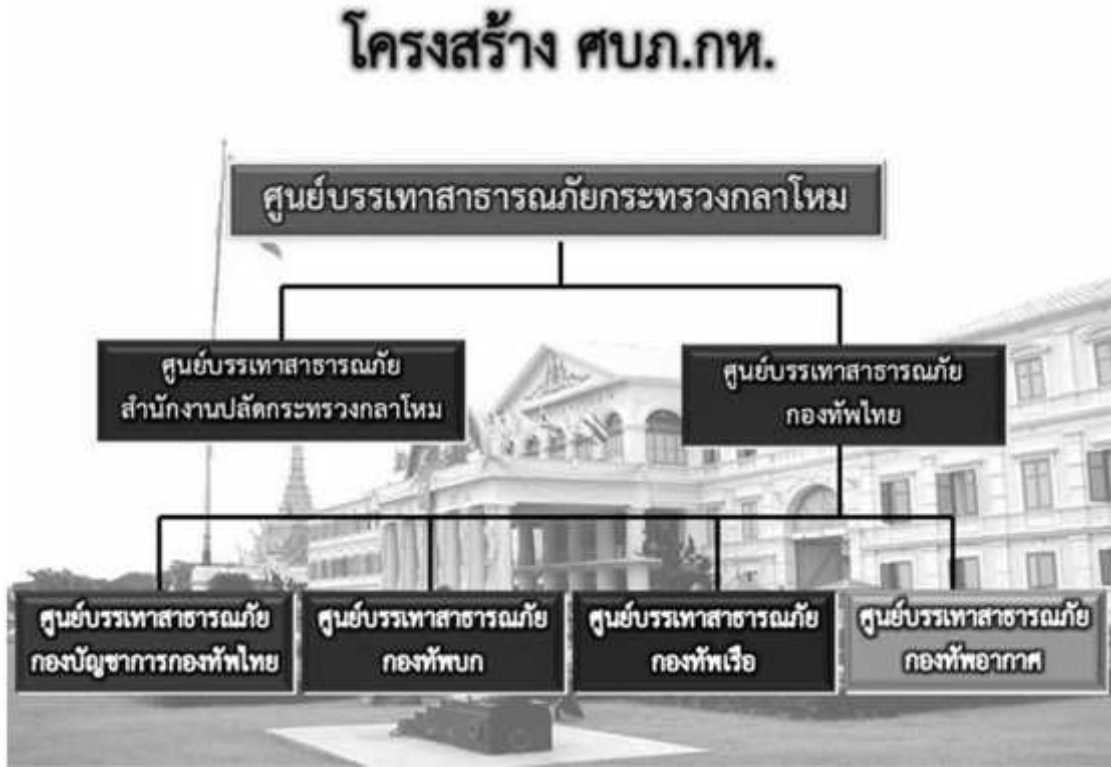 โครงสร้าง ศบภ.กห.
ศูนย์บรรเทาสาธารณภัยกระทรวงกลาโหม
ศูนย์บรรเทาสาธารณภัย
สำนักงานปลัดกระทรวงกลาโหม
ศูนย์บรรเทาสาธารณภัย
กองทัพไทย
ศูนย์บรรเทาสาธารณภัย
กองบัญชาการกองทัพไทย
ศูนย์บรรเทาสาธารณภัย
กองทัพบก
ศูนย์บรรเทาสาธารณภัย
กองทัพเรือ
ศูนย์บรรเทาสาธารณภัย
กองทัพอากาศ